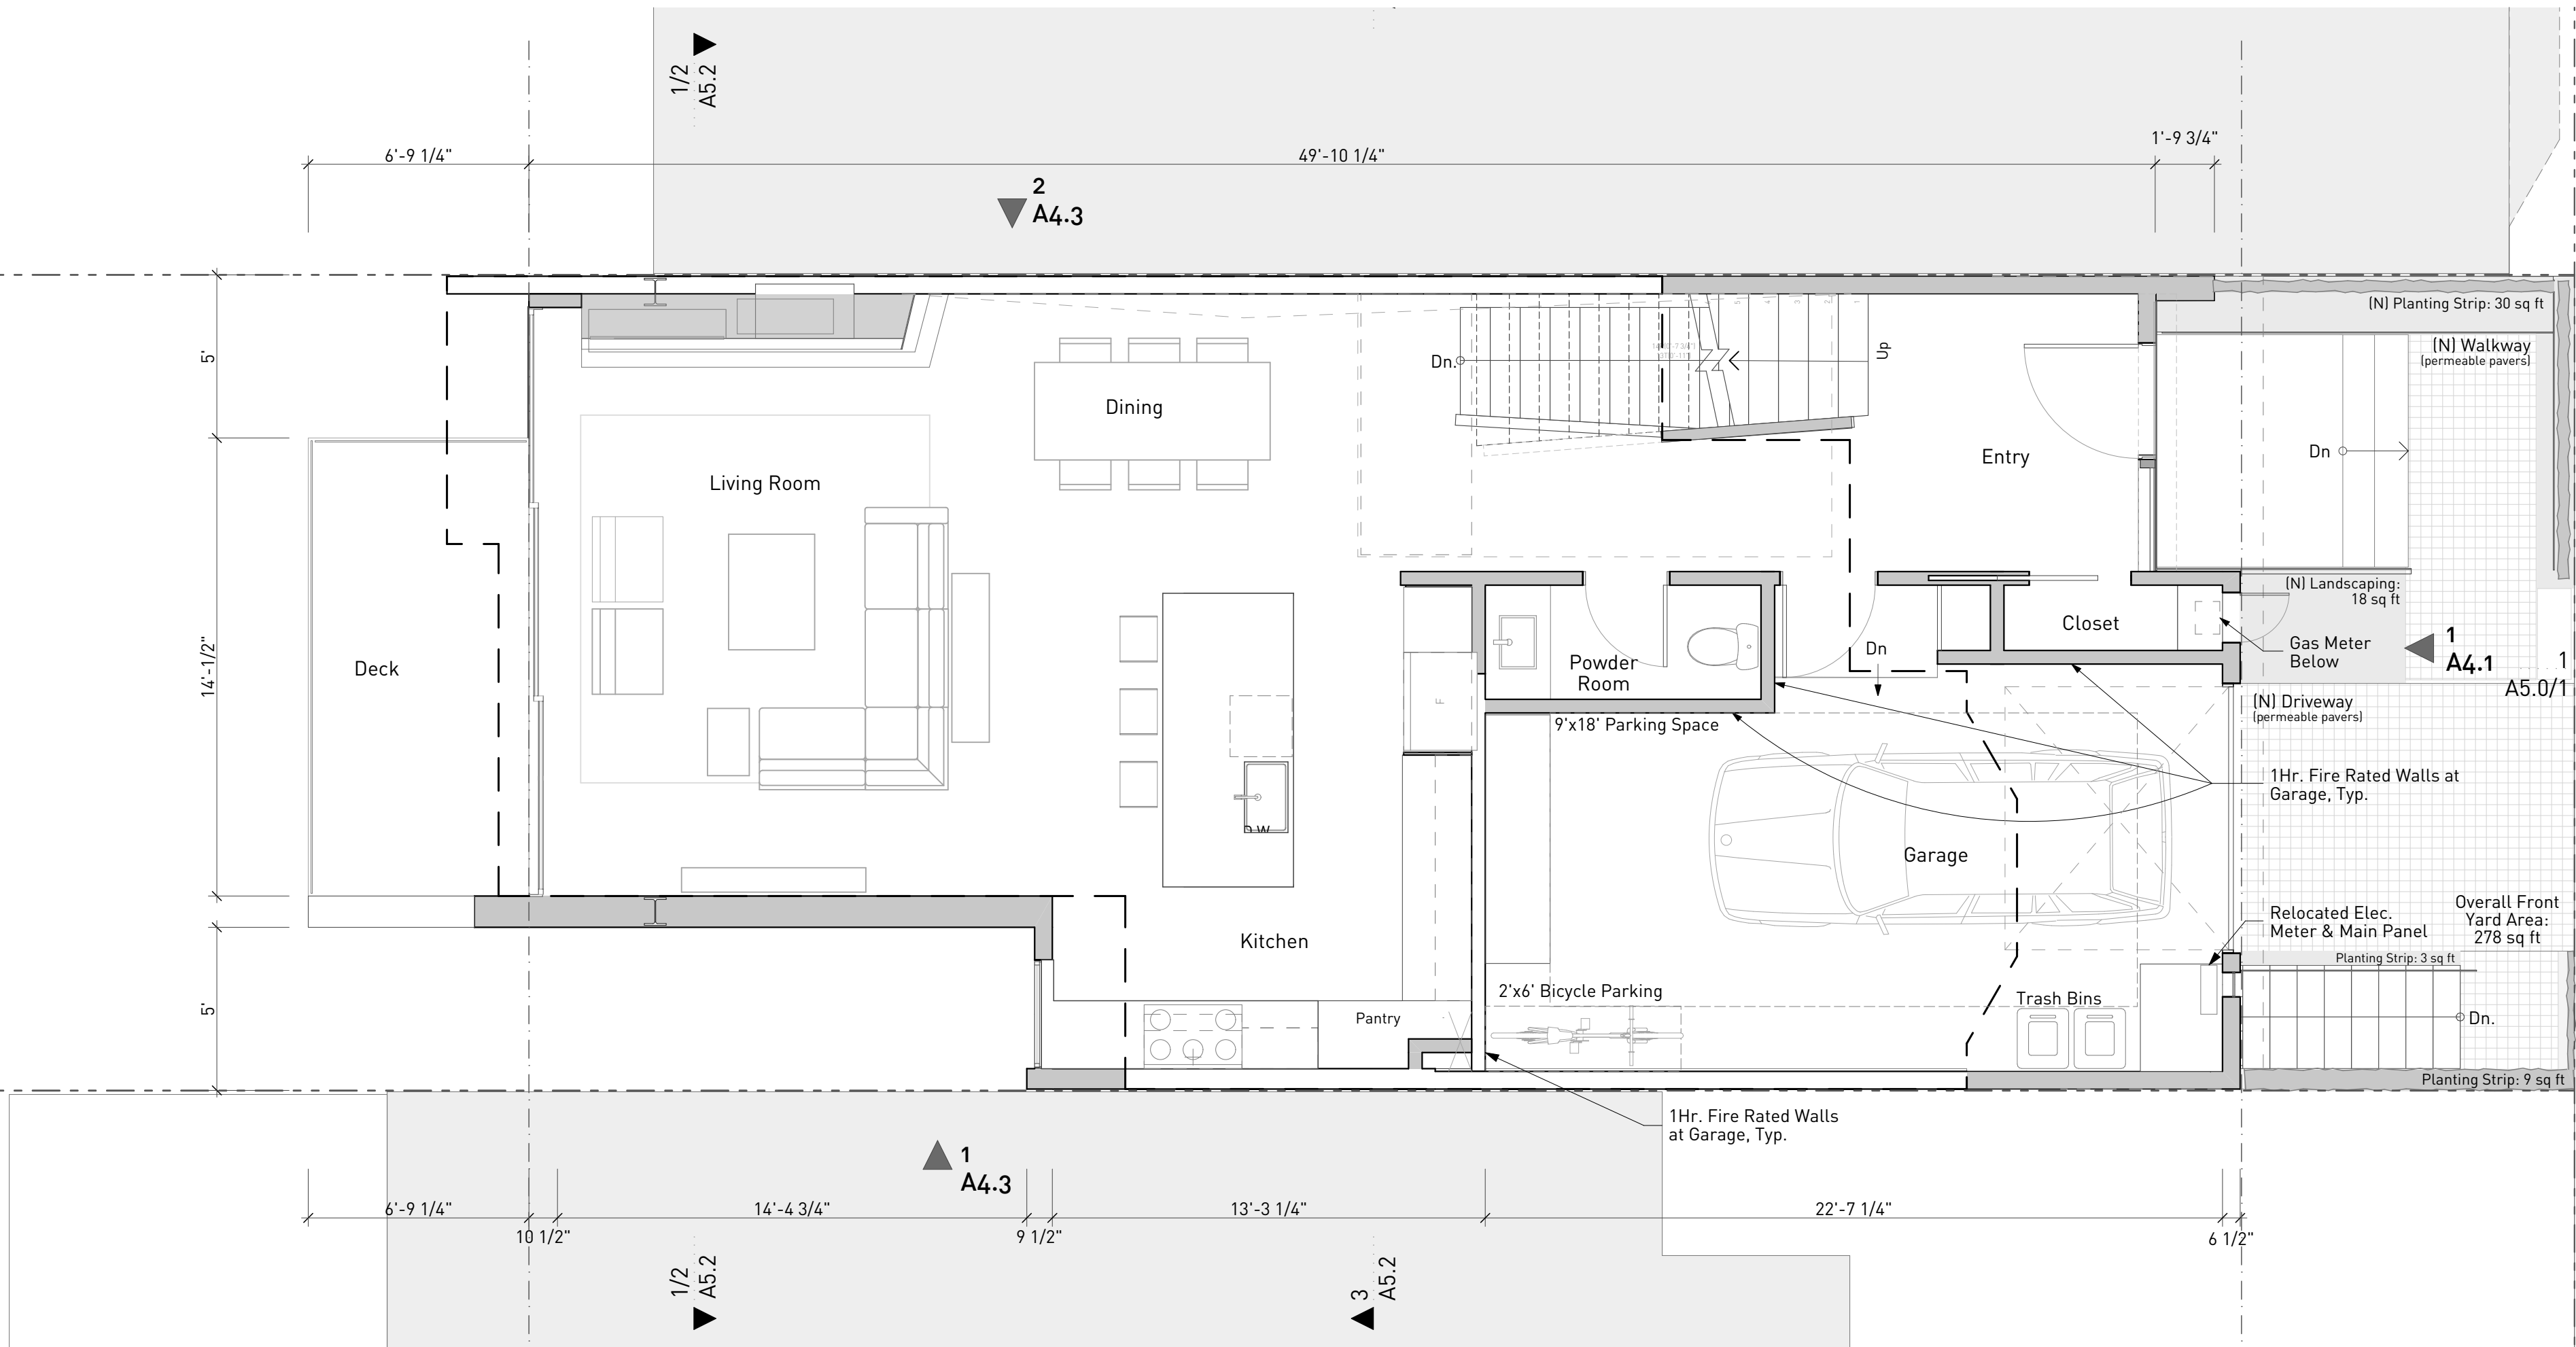 1/2
A5.2
6'-9 1/4"
49'-10 1/4"
1'-9 3/4"
2
A4.3
(N) Planting Strip: 30 sq ft
(N) Walkway
(permeable pavers)
5'
Dn.
Up
Dining
Entry
Dn
Living Room
14'-1/2"
Deck
(N) Landscaping:
18 sq ft
Closet
Gas Meter
Below
1
A4.1
1
A5.0/1
Powder
Room
Dn
F
9'x18' Parking Space
(N) Driveway
(permeable pavers)
1Hr. Fire Rated Walls at
Garage, Typ.
Garage
Relocated Elec.
Meter & Main Panel
Overall Front
Yard Area:
278 sq ft
Kitchen
Planting Strip: 3 sq ft
5'
2'x6' Bicycle Parking
Trash Bins
Pantry
Dn.
Planting Strip: 9 sq ft
1Hr. Fire Rated Walls
at Garage, Typ.
1
A4.3
6'-9 1/4"
14'-4 3/4"
13'-3 1/4"
22'-7 1/4"
10 1/2"
9 1/2"
6 1/2"
1/2
A5.2
3
A5.2